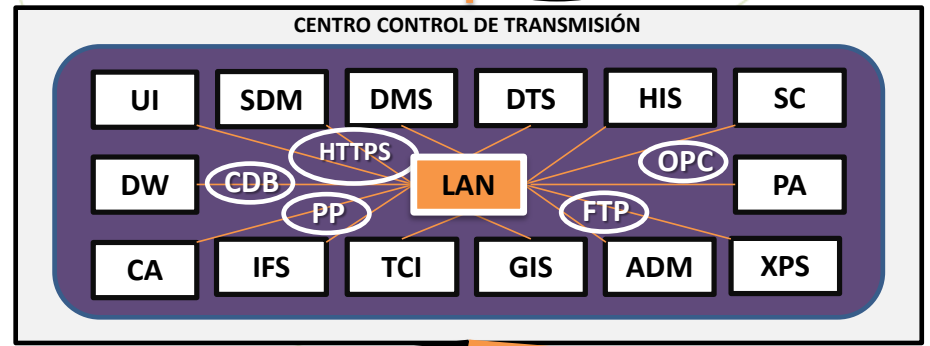 CENTRO CONTROL DE TRANSMISIÓN
UI SDM DMS DTS HIS SC
HTTPS OPC
DW CDB LAN PA
PP FTP
CA IFS TCI GIS ADM XPS